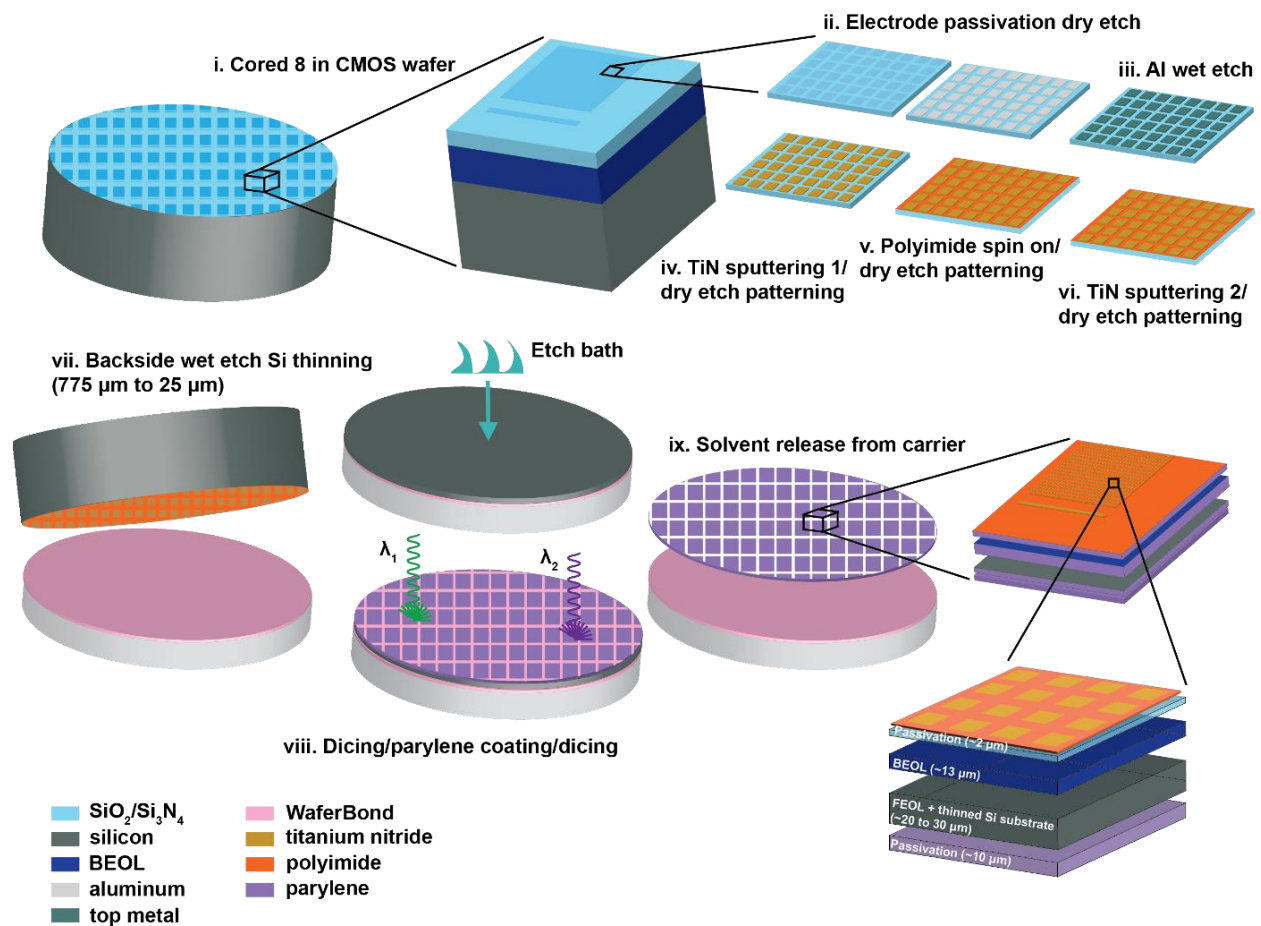 i. Cored 8 in CMOS wafer
ii. Electrode passivation dry etch
iii. Al wet etch
iv. TiN sputtering 1/
dry etch patterning
v. Polyimide spin on/
dry etch patterning
vi. TiN sputtering 2/
dry etch patterning
vii. Backside wet etch Si thinning
(775 µm to 25 µm)
Etch bath
λ₁
λ₂
viii. Dicing/parylene coating/dicing
ix. Solvent release from carrier
Passivation (~2 µm)
BEOL (~13 µm)
FEOL + thinned Si substrate
(~20 to 30 µm)
Passivation (~10 µm)
SiO₂/Si₃N₄
silicon
BEOL
aluminum
top metal
WaferBond
titanium nitride
polyimide
parylene